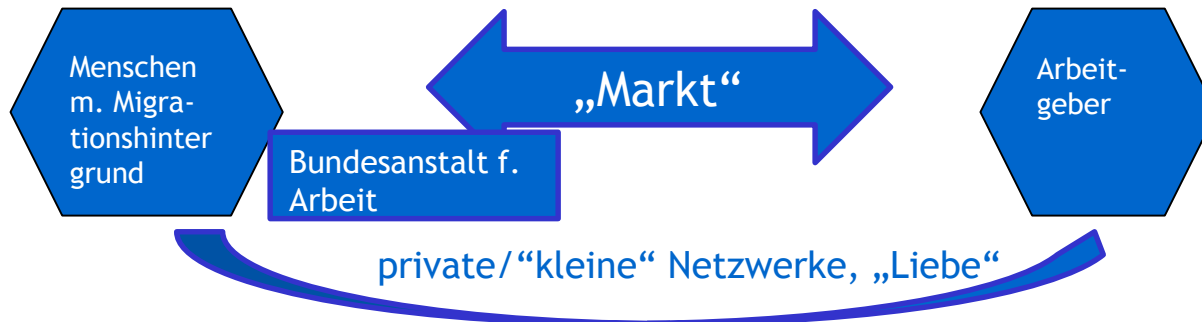 Menschen
m. Migra-
tionshinter
grund
„Markt“
Arbeit-
geber
Bundesanstalt f.
Arbeit
private/“kleine“ Netzwerke, „Liebe“